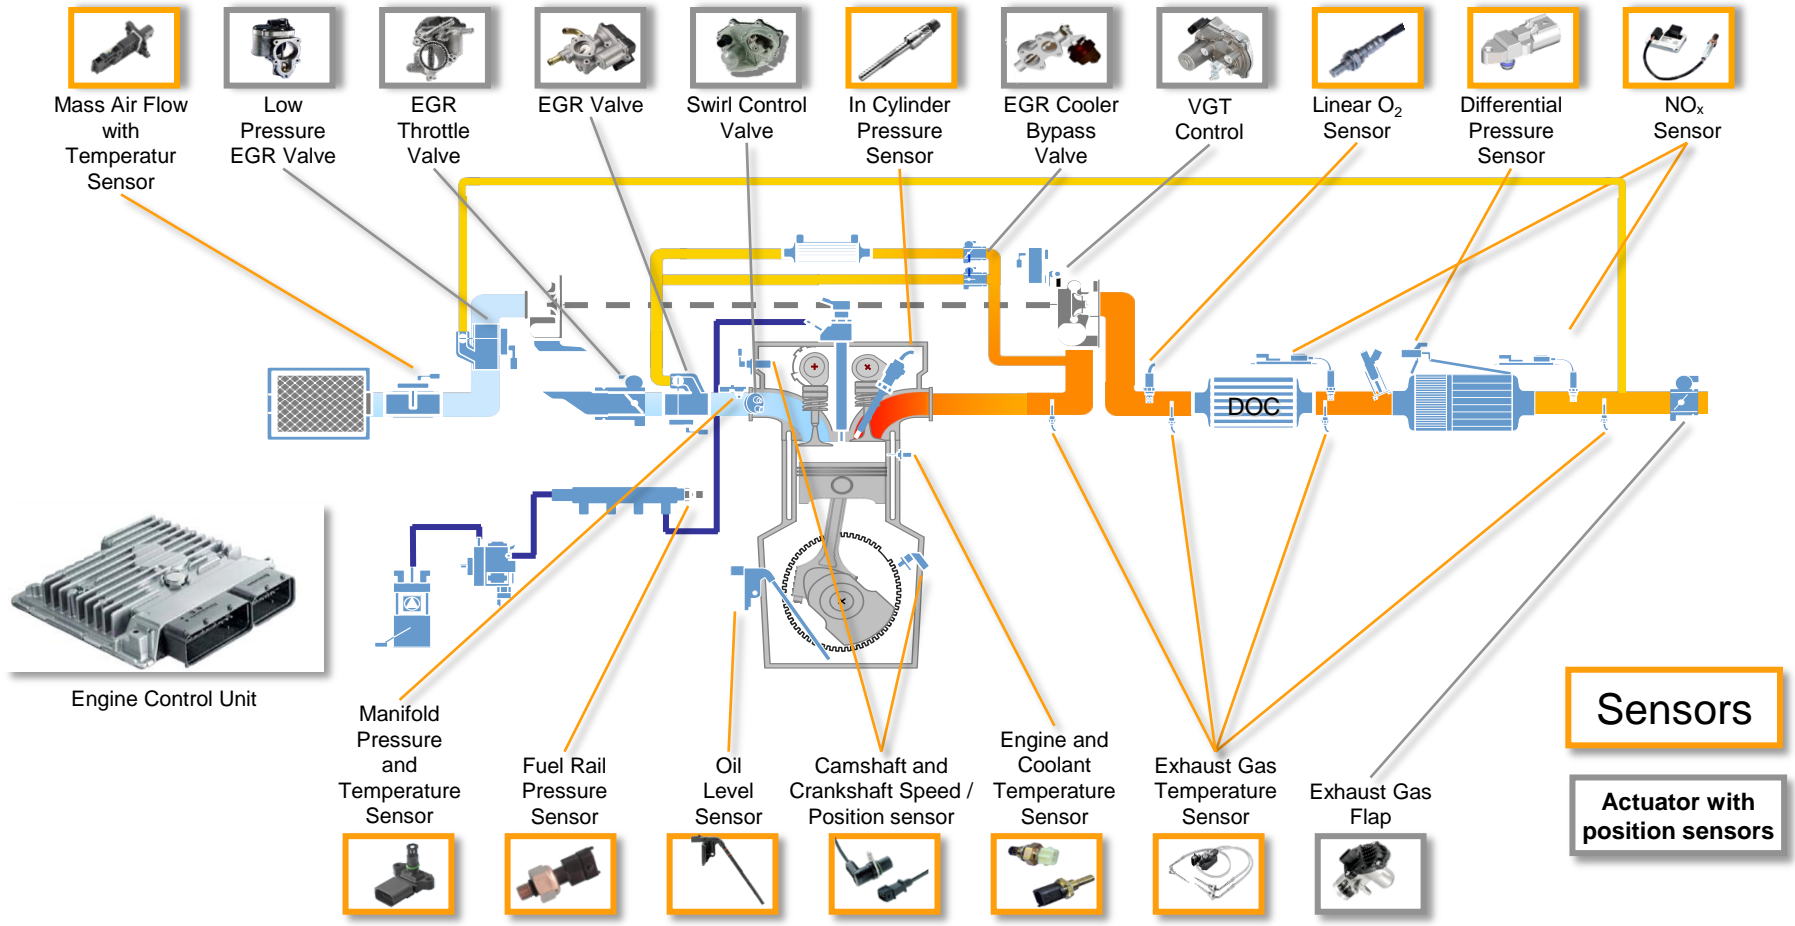 Mass Air Flow
with
Temperatur
Sensor
Low
Pressure
EGR Valve
EGR
Throttle
Valve
EGR Valve
Swirl Control
Valve
In Cylinder
Pressure
Sensor
EGR Cooler
Bypass
Valve
VGT
Control
Linear O₂
Sensor
Differential
Pressure
Sensor
NOₓ
Sensor
DOC
Engine Control Unit
Manifold
Pressure
and
Temperature
Sensor
Fuel Rail
Pressure
Sensor
Oil
Level
Sensor
Camshaft and
Crankshaft Speed /
Position sensor
Engine and
Coolant
Temperature
Sensor
Exhaust Gas
Temperature
Sensor
Exhaust Gas
Flap
Sensors
Actuator with
position sensors